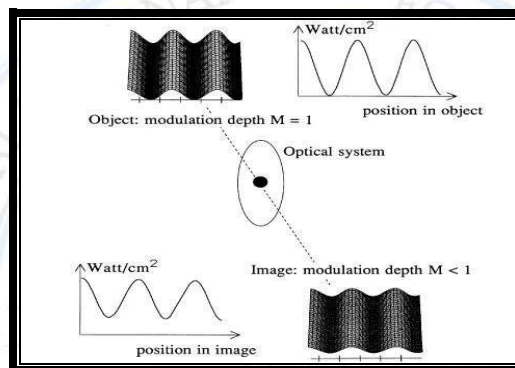 Watt/cm²
position in object
Object: modulation depth M = 1
Optical system
Image: modulation depth M < 1
Watt/cm²
position in image